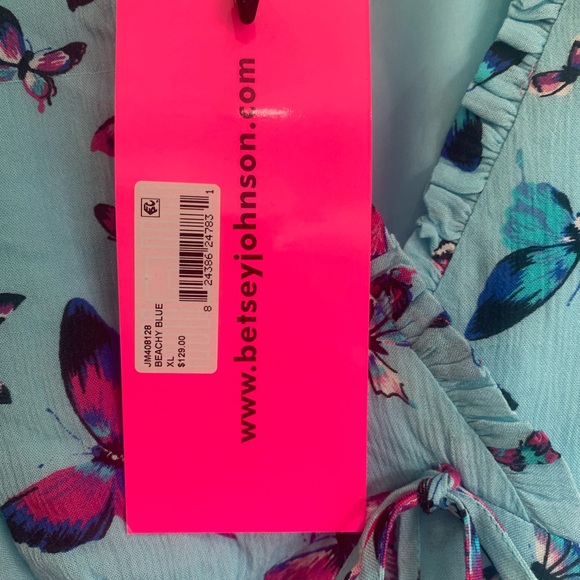 www.betseyjohnson.com
8 24386 24783 1
JM408128
BEACHY BLUE
XL
$129.00